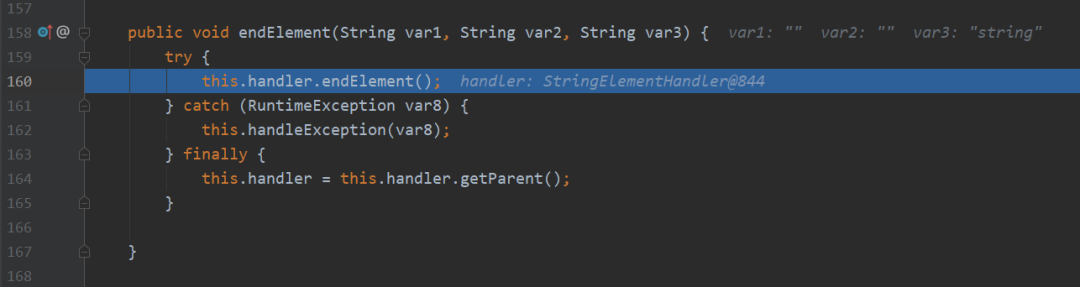 157
158 @ public void endElement(String var1, String var2, String var3) { var1: "" var2: "" var3: "string"
159 try {
160 this.handler.endElement(); handler: StringElementHandler@844
161 } catch (RuntimeException var8) {
162 this.handleException(var8);
163 } finally {
164 this.handler = this.handler.getParent();
165 }
166
167 }
168